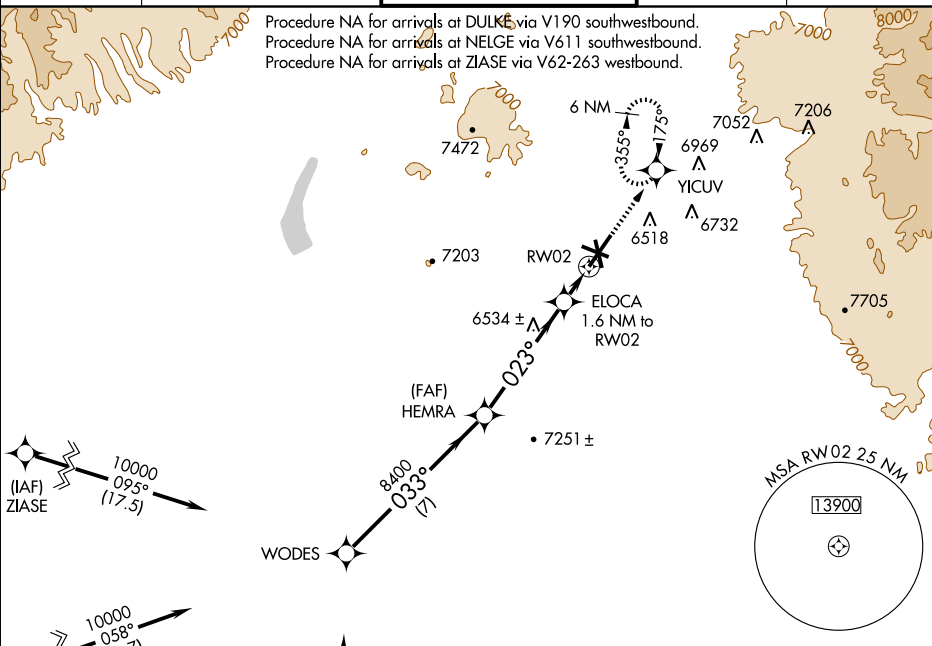 Procedure NA for arrivals at DULKE via V190 southwestbound.
Procedure NA for arrivals at NELGE via V611 southwestbound.
Procedure NA for arrivals at ZIASE via V62-263 westbound.
7000
7000
8000
7000
6 NM
355°
175°
7472
7052
7206
6969
YICUV
6518
6732
7203
RW02
ELOCA
1.6 NM to
RW02
6534 ±
7705
7000
023°
(FAF)
HEMRA
7251 ±
8400
033°
(7)
(IAF)
ZIASE
10000
095°
(17.5)
WODES
MSA RW02 25 NM
13900
10000
058°